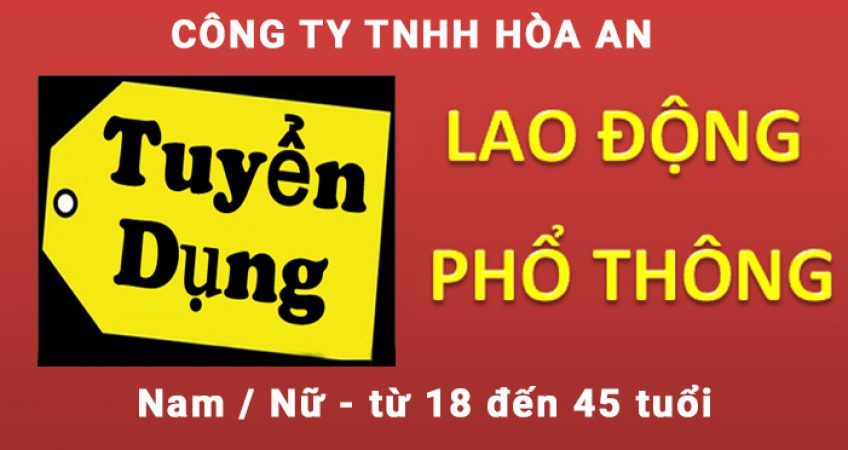 CÔNG TY TNHH HÒA AN
Tuyển
Dụng
LAO ĐỘNG
PHỔ THÔNG
Nam / Nữ - từ 18 đến 45 tuổi